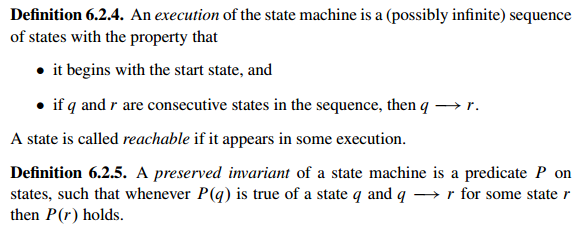 Definition 6.2.4. An execution of the state machine is a (possibly infinite) sequence
of states with the property that
• it begins with the start state, and
• if q and r are consecutive states in the sequence, then q ⟶ r.
A state is called reachable if it appears in some execution.
Definition 6.2.5. A preserved invariant of a state machine is a predicate P on
states, such that whenever P(q) is true of a state q and q ⟶ r for some state r
then P(r) holds.